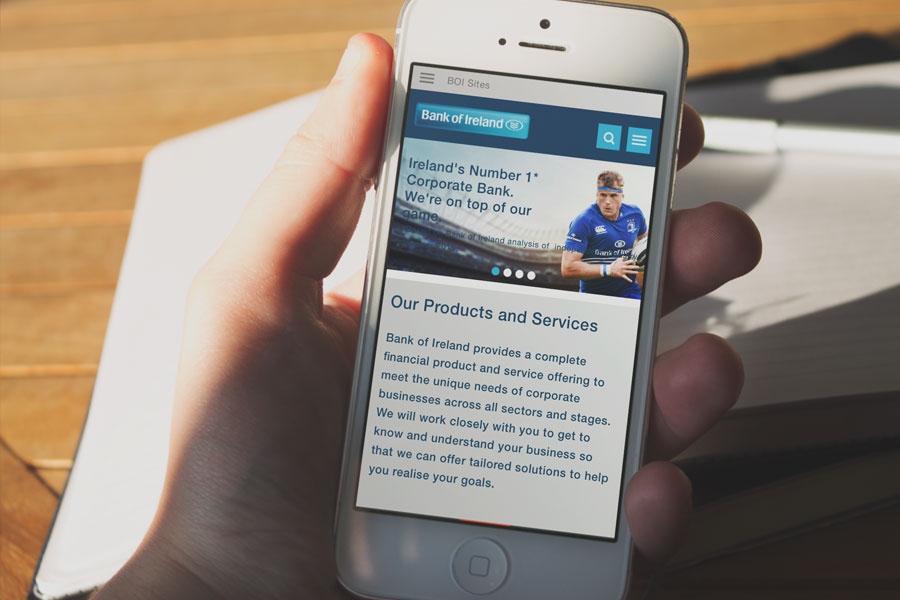 BOI Sites
Bank of Ireland
Ireland's Number 1*
Corporate Bank.
We're on top of our
game.
Bank of Ireland analysis of
Our Products and Services
Bank of Ireland provides a complete
financial product and service offering to
meet the unique needs of corporate
businesses across all sectors and stages.
We will work closely with you to get to
know and understand your business so
that we can offer tailored solutions to help
you realise your goals.